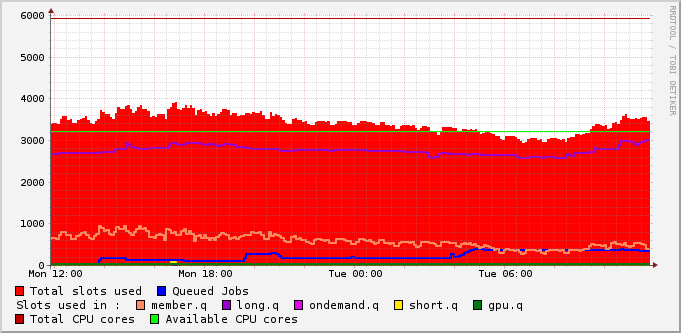 6000
5000
4000
3000
2000
1000
0
Mon 12:00 Mon 18:00 Tue 00:00 Tue 06:00
Total slots used Queued Jobs
Slots used in : member.q long.q ondemand.q short.q gpu.q
Total CPU cores Available CPU cores
RRDTOOL / TOBI OETIKER